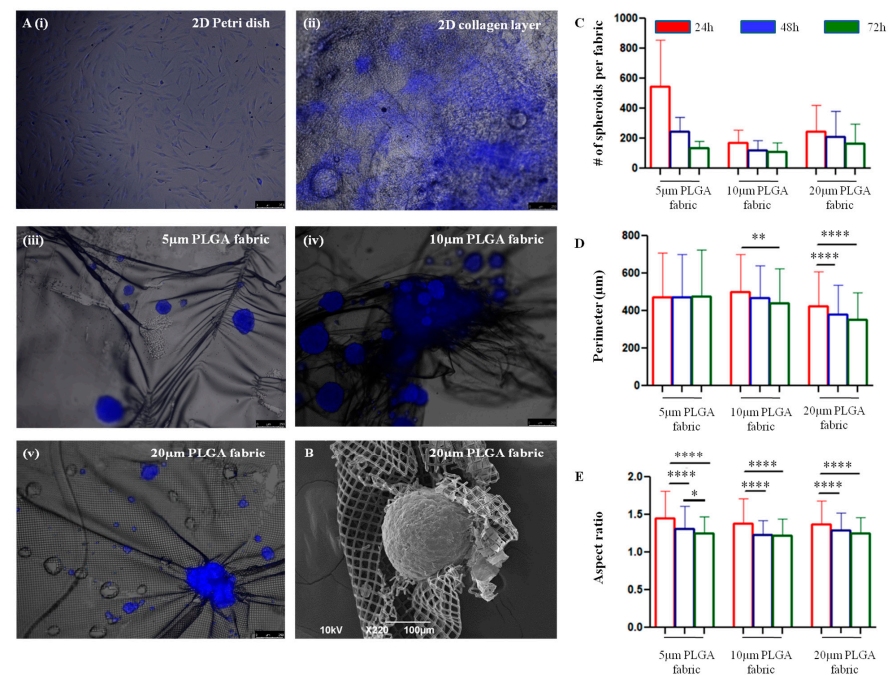 A (i)
2D Petri dish
(ii)
2D collagen layer
(iii)
5µm PLGA fabric
(iv)
10µm PLGA fabric
(v)
20µm PLGA fabric
B
20µm PLGA fabric
10kV X220 100µm
C
24h 48h 72h
# of spheroids per fabric
1000
800
600
400
200
0
5µm PLGA
fabric
10µm PLGA
fabric
20µm PLGA
fabric
D
Perimeter (µm)
800
600
400
200
0
**
****
****
5µm PLGA
fabric
10µm PLGA
fabric
20µm PLGA
fabric
E
Aspect ratio
2.0
1.5
1.0
0.5
0.0
****
****
*
****
****
****
****
5µm PLGA
fabric
10µm PLGA
fabric
20µm PLGA
fabric